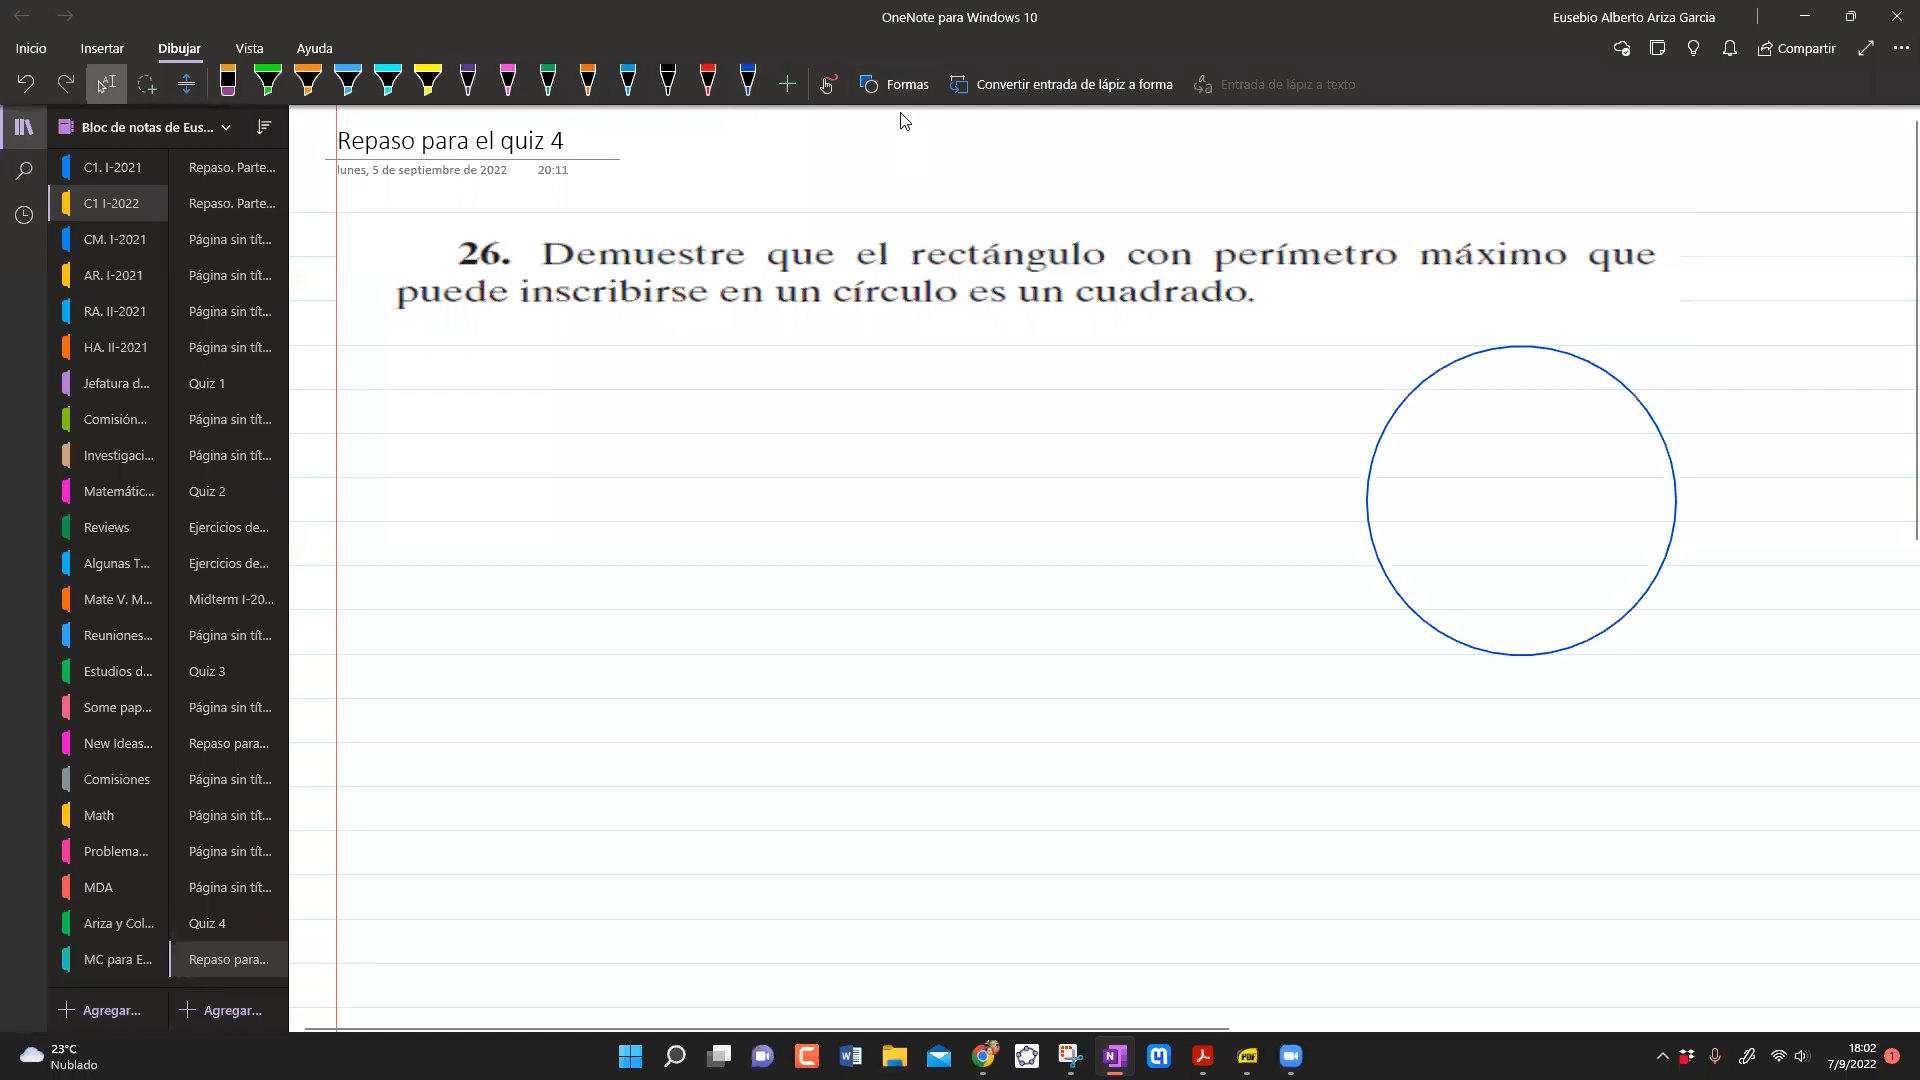 OneNote para Windows 10
Eusebio Alberto Ariza Garcia
Inicio Insertar Dibujar Vista Ayuda
Compartir
Formas Convertir entrada de lápiz a forma Entrada de lápiz a texto
Bloc de notas de Eus...
C1. I-2021
C1 I-2022
CM. I-2021
AR. I-2021
RA. II-2021
HA. II-2021
Jefatura d...
Comisión...
Investigaci...
Matemátic...
Reviews
Algunas T...
Mate V. M...
Reuniones...
Estudios d...
Some pap...
New Ideas...
Comisiones
Math
Problema...
MDA
Ariza y Col...
MC para E...
Agregar...
Repaso. Parte...
Repaso. Parte...
Página sin tít...
Página sin tít...
Página sin tít...
Página sin tít...
Quiz 1
Página sin tít...
Página sin tít...
Quiz 2
Ejercicios de...
Ejercicios de...
Midterm I-20...
Página sin tít...
Quiz 3
Página sin tít...
Repaso para...
Página sin tít...
Página sin tít...
Página sin tít...
Página sin tít...
Quiz 4
Repaso para...
Agregar...
Repaso para el quiz 4
lunes, 5 de septiembre de 2022 20:11
26. Demuestre que el rectángulo con perímetro máximo que
puede inscribirse en un círculo es un cuadrado.
23°C
Nublado
PDF
18:02
7/9/2022
1